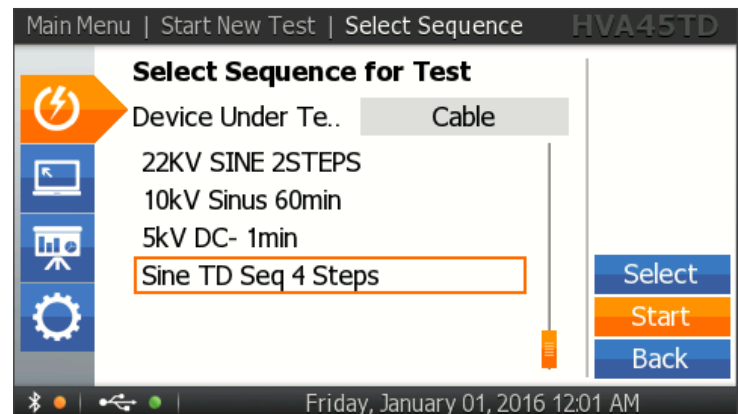 Main Menu | Start New Test | Select Sequence HVA45TD
Select Sequence for Test
Device Under Te.. Cable
22KV SINE 2STEPS
10kV Sinus 60min
5kV DC- 1min
Sine TD Seq 4 Steps
Select
Start
Back
Friday, January 01, 2016 12:01 AM